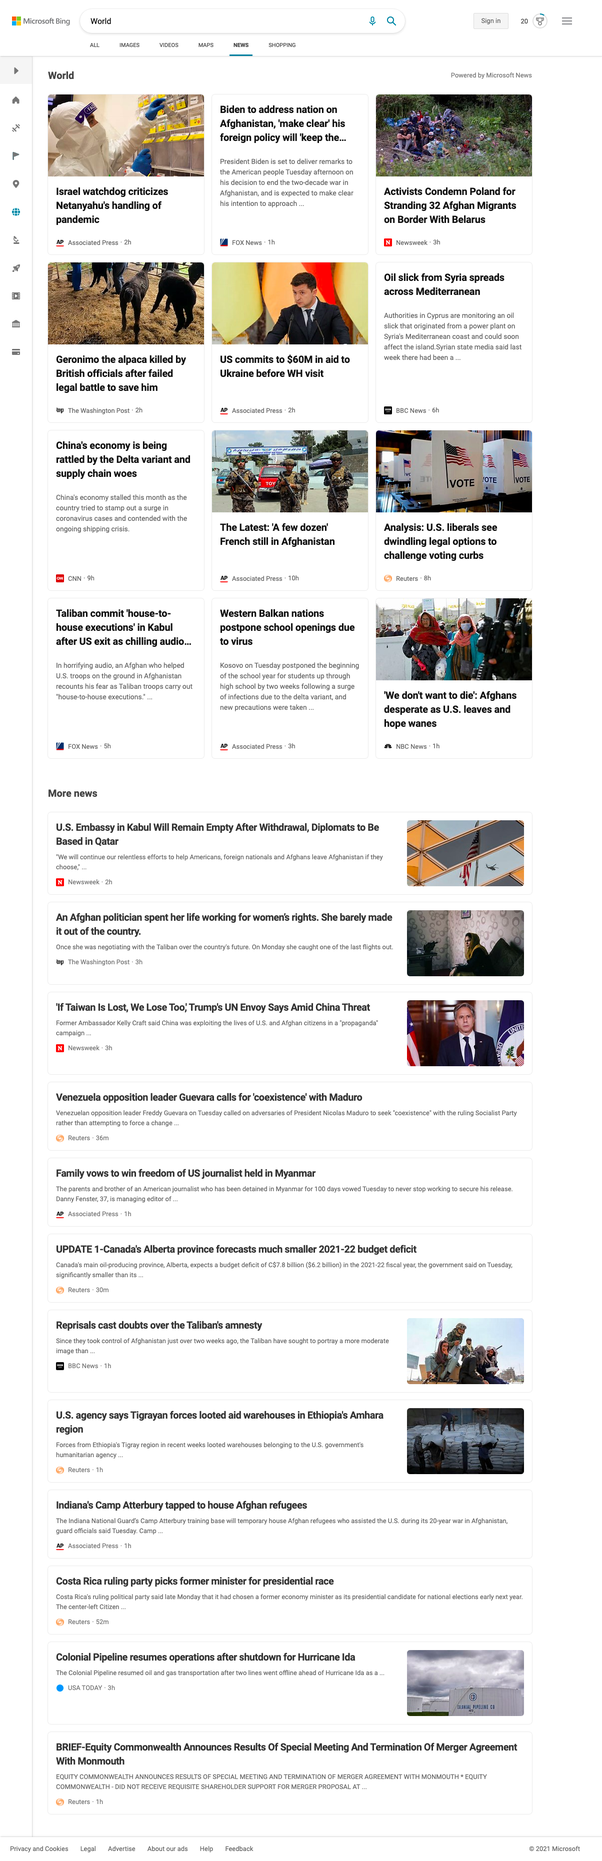 Microsoft Bing
World
Sign in
20
ALL
IMAGES
VIDEOS
MAPS
NEWS
SHOPPING
World
Powered by Microsoft News
Israel watchdog criticizes
Netanyahu's handling of
pandemic
AP Associated Press · 2h
Biden to address nation on
Afghanistan, 'make clear' his
foreign policy will 'keep the...
President Biden is set to deliver remarks to
the American people Tuesday afternoon on
his decision to end the two-decade war in
Afghanistan, and is expected to make clear
his intention to approach ...
FOX News · 1h
Activists Condemn Poland for
Stranding 32 Afghan Migrants
on Border With Belarus
N Newsweek · 3h
Geronimo the alpaca killed by
British officials after failed
legal battle to save him
wp The Washington Post · 2h
US commits to $60M in aid to
Ukraine before WH visit
AP Associated Press · 2h
Oil slick from Syria spreads
across Mediterranean
Authorities in Cyprus are monitoring an oil
slick that originated from a power plant on
Syria's Mediterranean coast and could soon
affect the island.Syrian state media said last
week there had been a ...
BBC News · 6h
China's economy is being
rattled by the Delta variant and
supply chain woes
China's economy stalled this month as the
country tried to stamp out a surge in
coronavirus cases and contended with the
ongoing shipping crisis.
CNN · 9h
TOY
The Latest: 'A few dozen'
French still in Afghanistan
AP Associated Press · 10h
VOTE
VOTE
Analysis: U.S. liberals see
dwindling legal options to
challenge voting curbs
Reuters · 8h
Taliban commit 'house-to-
house executions' in Kabul
after US exit as chilling audio...
In horrifying audio, an Afghan who helped
U.S. troops on the ground in Afghanistan
recounts his fear as Taliban troops carry out
"house-to-house executions." ...
FOX News · 5h
Western Balkan nations
postpone school openings due
to virus
Kosovo on Tuesday postponed the beginning
of the school year for students up through
high school by two weeks following a surge
of infections due to the delta variant, and
new precautions were taken ...
AP Associated Press · 3h
'We don't want to die': Afghans
desperate as U.S. leaves and
hope wanes
NBC News · 1h
More news
U.S. Embassy in Kabul Will Remain Empty After Withdrawal, Diplomats to Be
Based in Qatar
"We will continue our relentless efforts to help Americans, foreign nationals and Afghans leave Afghanistan if they
choose," ...
N Newsweek · 2h
An Afghan politician spent her life working for women's rights. She barely made
it out of the country.
Once she was negotiating with the Taliban over the country's future. On Monday she caught one of the last flights out.
wp The Washington Post · 3h
'If Taiwan Is Lost, We Lose Too,' Trump's UN Envoy Says Amid China Threat
Former Ambassador Kelly Craft said China was exploiting the lives of U.S. and Afghan citizens in a "propaganda"
campaign ...
N Newsweek · 3h
Venezuela opposition leader Guevara calls for 'coexistence' with Maduro
Venezuelan opposition leader Freddy Guevara on Tuesday called on adversaries of President Nicolas Maduro to seek "coexistence" with the ruling Socialist Party
rather than attempting to force a change ...
Reuters · 36m
Family vows to win freedom of US journalist held in Myanmar
The parents and brother of an American journalist who has been detained in Myanmar for 100 days vowed Tuesday to never stop working to secure his release.
Danny Fenster, 37, is managing editor of ...
AP Associated Press · 1h
UPDATE 1-Canada's Alberta province forecasts much smaller 2021-22 budget deficit
Canada's main oil-producing province, Alberta, expects a budget deficit of C$7.8 billion ($6.2 billion) in the 2021-22 fiscal year, the government said on Tuesday,
significantly smaller than its ...
Reuters · 30m
Reprisals cast doubts over the Taliban's amnesty
Since they took control of Afghanistan just over two weeks ago, the Taliban have sought to portray a more moderate
image than ...
BBC News · 1h
U.S. agency says Tigrayan forces looted aid warehouses in Ethiopia's Amhara
region
Forces from Ethiopia's Tigray region in recent weeks looted warehouses belonging to the U.S. government's
humanitarian agency ...
Reuters · 1h
Indiana's Camp Atterbury tapped to house Afghan refugees
The Indiana National Guard's Camp Atterbury training base will temporary house Afghan refugees who assisted the U.S. during its 20-year war in Afghanistan,
guard officials said Tuesday. Camp ...
AP Associated Press · 1h
Costa Rica ruling party picks former minister for presidential race
Costa Rica's ruling political party said late Monday that it had chosen a former economy minister as its presidential candidate for national elections early next year.
The center-left Citizen ...
Reuters · 52m
Colonial Pipeline resumes operations after shutdown for Hurricane Ida
The Colonial Pipeline resumed oil and gas transportation after two lines went offline ahead of Hurricane Ida as a ...
USA TODAY · 3h
COLONIAL PIPELINE CO
BRIEF-Equity Commonwealth Announces Results Of Special Meeting And Termination Of Merger Agreement
With Monmouth
EQUITY COMMONWEALTH ANNOUNCES RESULTS OF SPECIAL MEETING AND TERMINATION OF MERGER AGREEMENT WITH MONMOUTH * EQUITY
COMMONWEALTH - DID NOT RECEIVE REQUISITE SHAREHOLDER SUPPORT FOR MERGER PROPOSAL AT ...
Reuters · 1h
Privacy and Cookies
Legal
Advertise
About our ads
Help
Feedback
© 2021 Microsoft